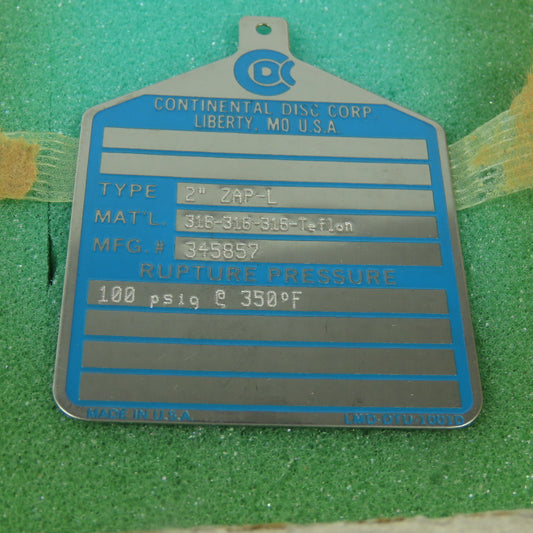 CDC
CONTINENTAL DISC CORP.
LIBERTY, MO U.S.A.
TYPE 2" ZAP-L
MAT'L. 316-316-316-Teflon
MFG. # 345857
RUPTURE PRESSURE
100 psig @ 350°F
MADE IN U.S.A.